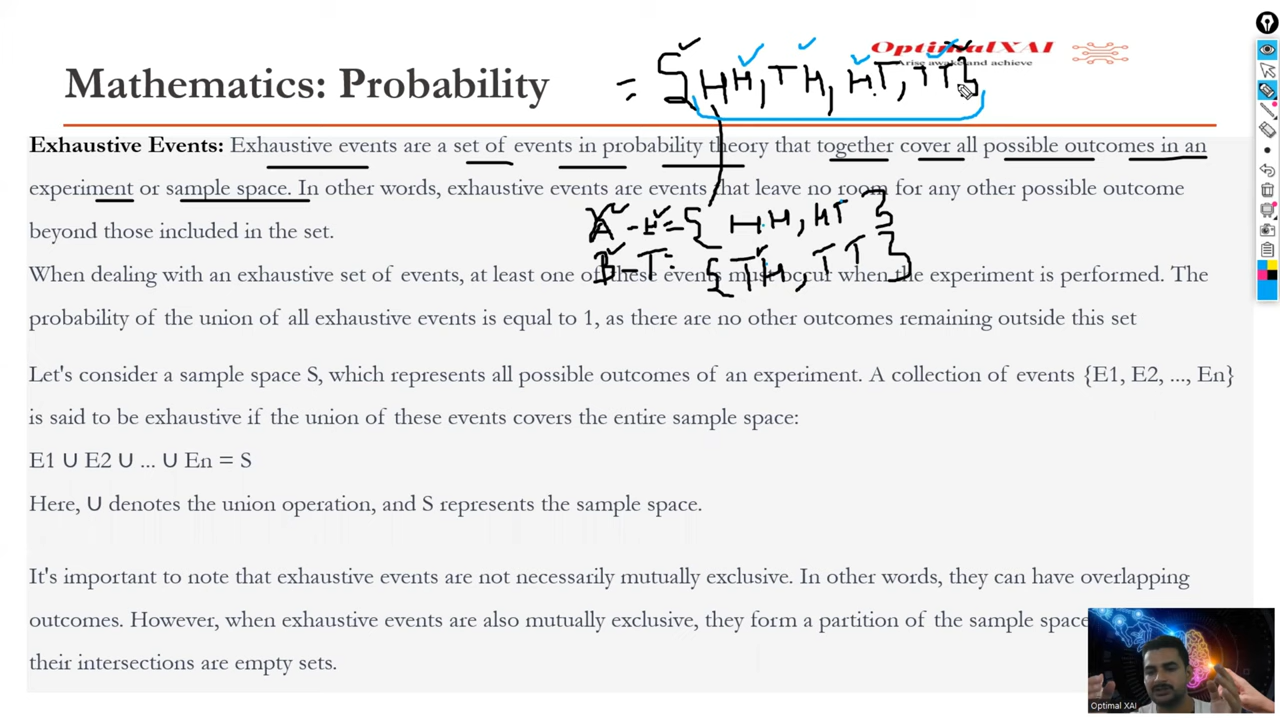 = {HH, TH, HT, TT}
OptimalXAI
Arise awake and achieve
Mathematics: Probability
Exhaustive Events: Exhaustive events are a set of events in probability theory that together cover all possible outcomes in an
experiment or sample space. In other words, exhaustive events are events that leave no room for any other possible outcome
A - H = { HH, HT }
beyond those included in the set.
B - T = { TH, TT }
When dealing with an exhaustive set of events, at least one of these events must occur when the experiment is performed. The
probability of the union of all exhaustive events is equal to 1, as there are no other outcomes remaining outside this set
Let's consider a sample space S, which represents all possible outcomes of an experiment. A collection of events {E1, E2, ..., En}
is said to be exhaustive if the union of these events covers the entire sample space:
E1 ∪ E2 ∪ ... ∪ En = S
Here, ∪ denotes the union operation, and S represents the sample space.
It's important to note that exhaustive events are not necessarily mutually exclusive. In other words, they can have overlapping
outcomes. However, when exhaustive events are also mutually exclusive, they form a partition of the sample space
their intersections are empty sets.
Optimal XAI